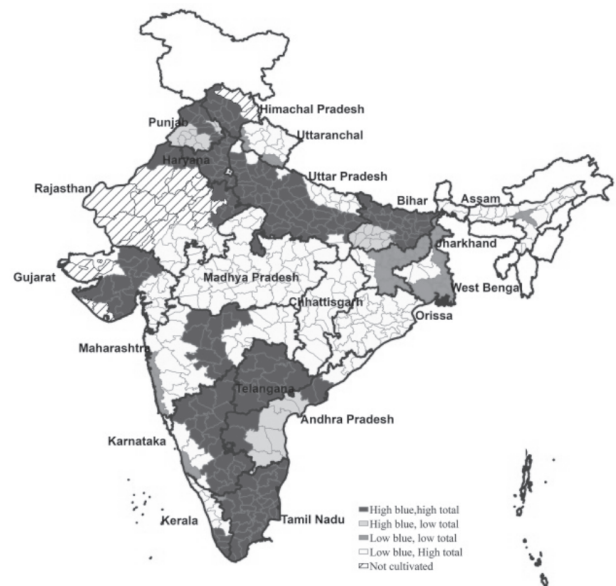 Himachal Pradesh
Punjab
Uttaranchal
Haryana
Uttar Pradesh
Rajasthan
Bihar
Assam
Jharkhand
Gujarat
Madhya Pradesh
Chhattisgarh
West Bengal
Orissa
Maharashtra
Telangana
Andhra Pradesh
Karnataka
Kerala
Tamil Nadu
High blue,high total
High blue, low total
Low blue, low total
Low blue, High total
Not cultivated